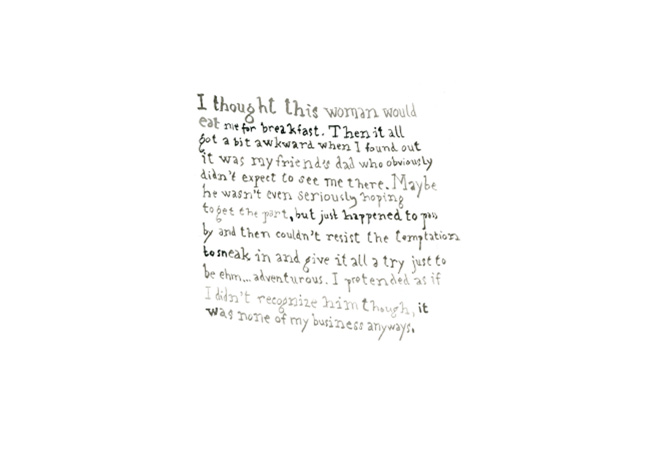 I thought this woman would
eat me for breakfast. Then it all
got a bit awkward when I found out
it was my friends dad who obviously
didn't expect to see me there. Maybe
he wasn't even seriously hoping
to get the part, but just happened to pass
by and then couldn't resist the temptation
to sneak in and give it all a try just to
be ehm... adventurous. I pretended as if
I didn't recognize him though, it
was none of my business anyways.